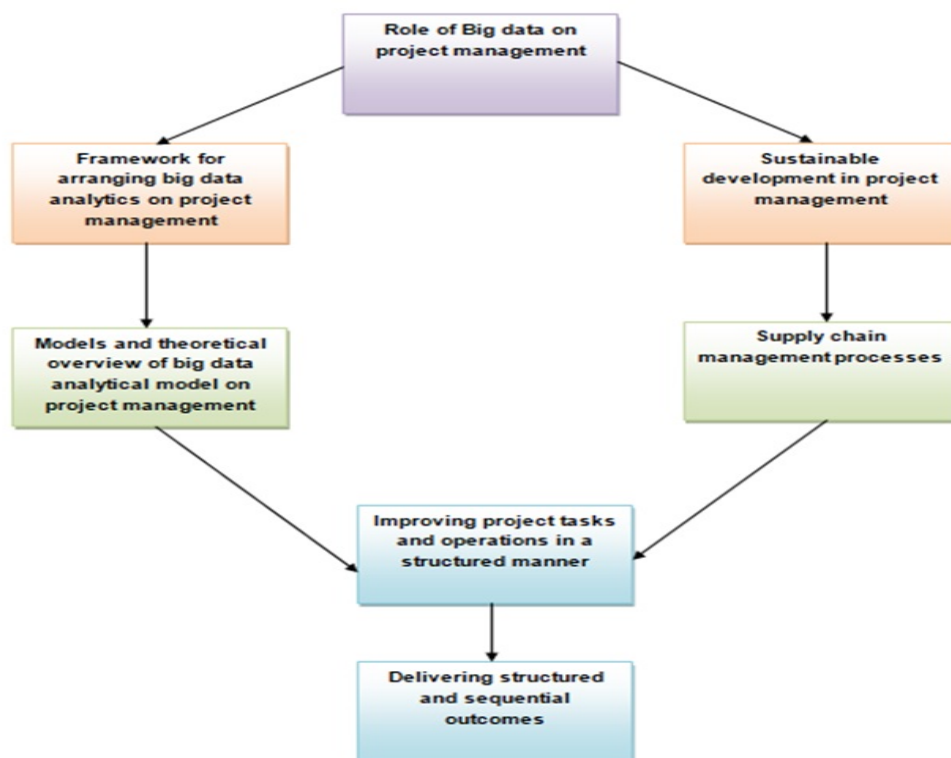 Role of Big data on
project management
Framework for
arranging big data
analytics on project
management
Sustainable
development in project
management
Models and theoretical
overview of big data
analytical model on
project management
Supply chain
management processes
Improving project tasks
and operations in a
structured manner
Delivering structured
and sequential
outcomes